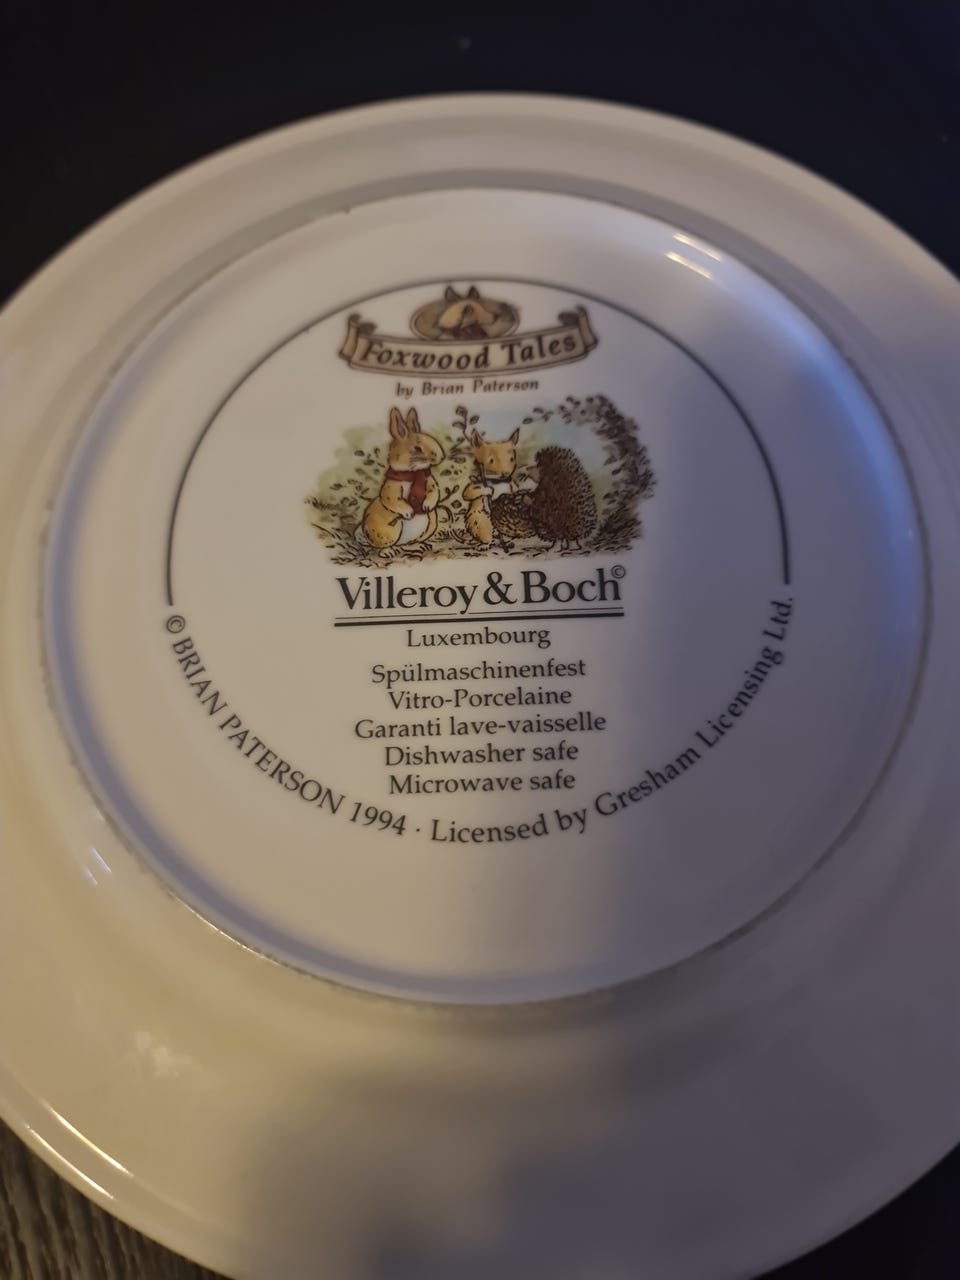 Foxwood Tales
by Brian Paterson
Villeroy & Boch©
Luxembourg
Spülmaschinenfest
Vitro-Porcelaine
Garanti lave-vaisselle
Dishwasher safe
Microwave safe
© BRIAN PATERSON 1994 · Licensed by Gresham Licensing Ltd.